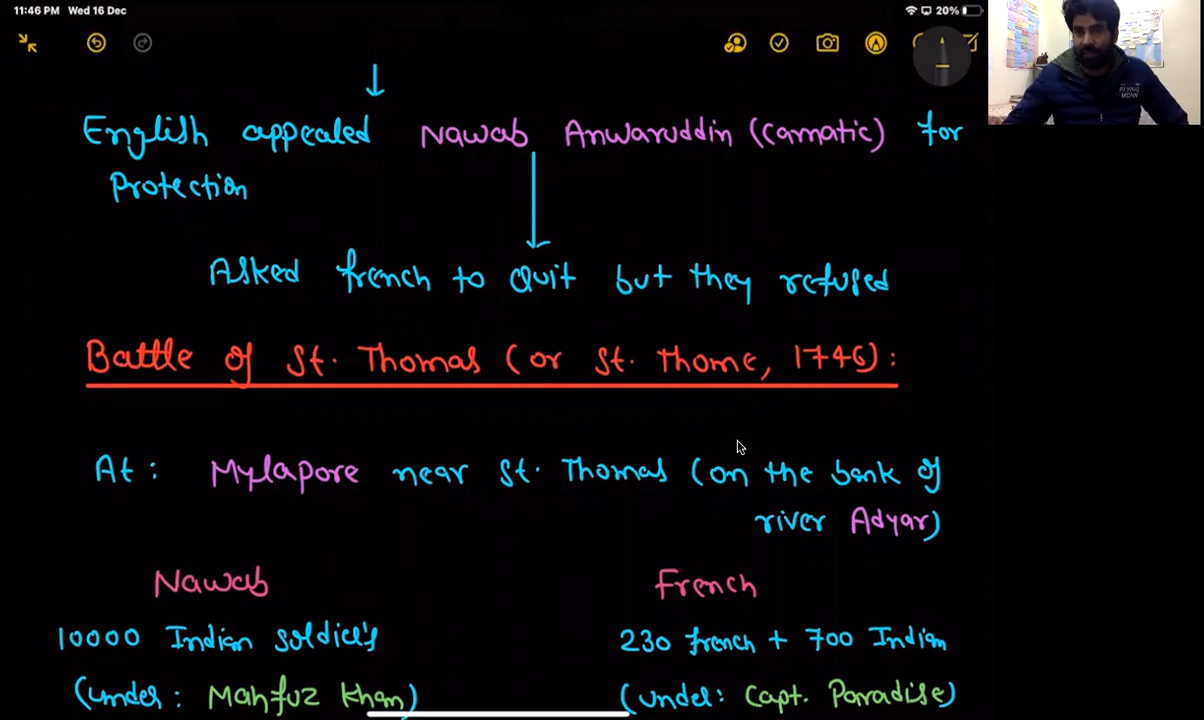 11:46 PM Wed 16 Dec
20%
English appealed Nawab Anwaruddin (Carnatic) for
Protection
Asked french to Quit but they refused
Battle of St. Thomas (or St. Thome, 1746):
At: Mylapore near St. Thomas (on the bank of
river Adyar)
Nawab French
10000 Indian Soldier's 230 french + 700 Indian
(under: Mahfuz Khan) (under: Capt. Paradise)
FLYING